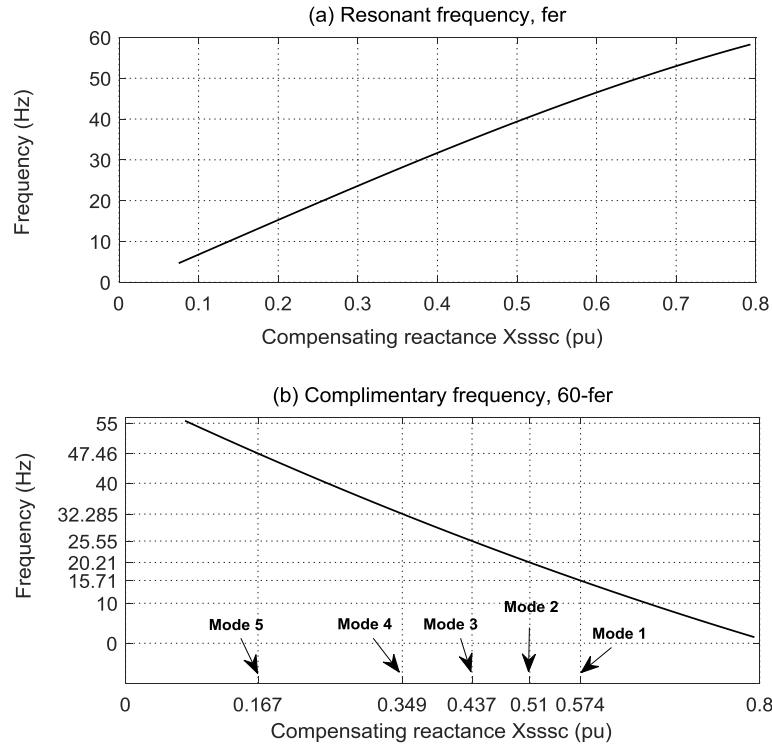 (a) Resonant frequency, fer
60
50
40
30
20
10
0
Frequency (Hz)
0 0.1 0.2 0.3 0.4 0.5 0.6 0.7 0.8
Compensating reactance Xsssc (pu)
(b) Complimentary frequency, 60-fer
55
47.46
40
32.285
25.55
20.21
15.71
10
0
Frequency (Hz)
Mode 5
Mode 4
Mode 3
Mode 2
Mode 1
0 0.167 0.349 0.437 0.51 0.574 0.8
Compensating reactance Xsssc (pu)